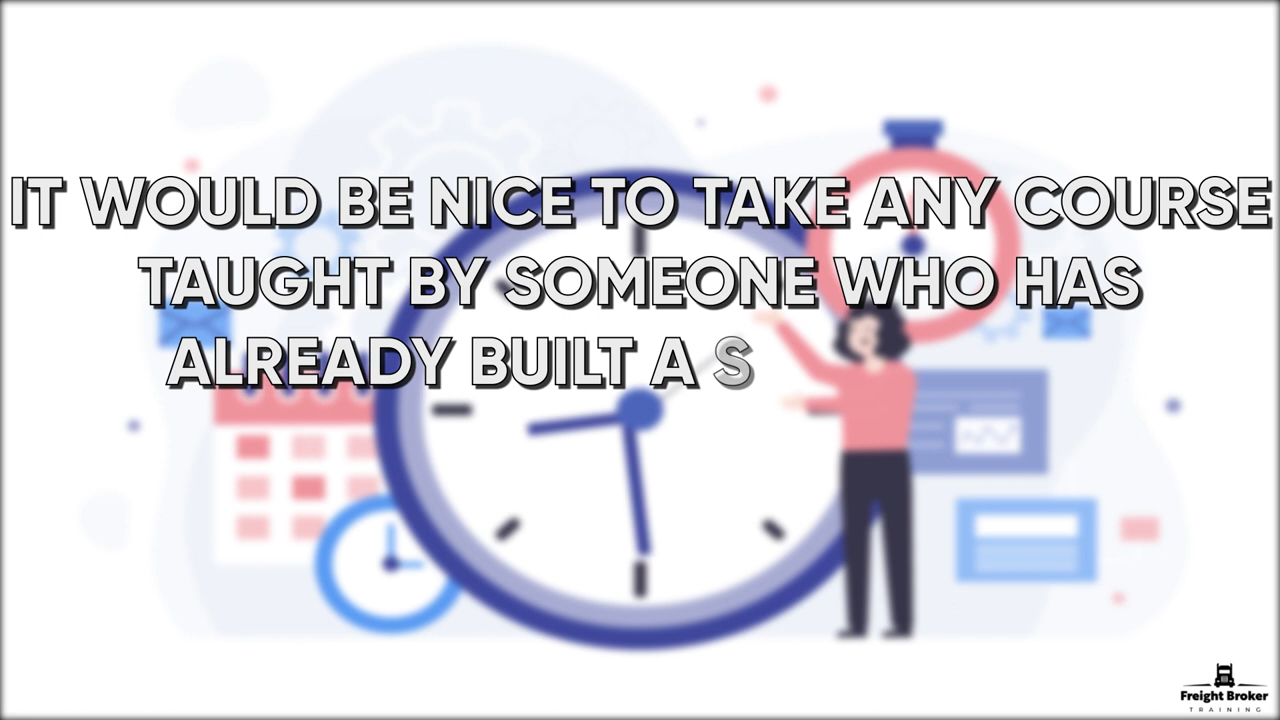 IT WOULD BE NICE TO TAKE ANY COURSE
TAUGHT BY SOMEONE WHO HAS
ALREADY BUILT A S
Freight Broker
TRAINING